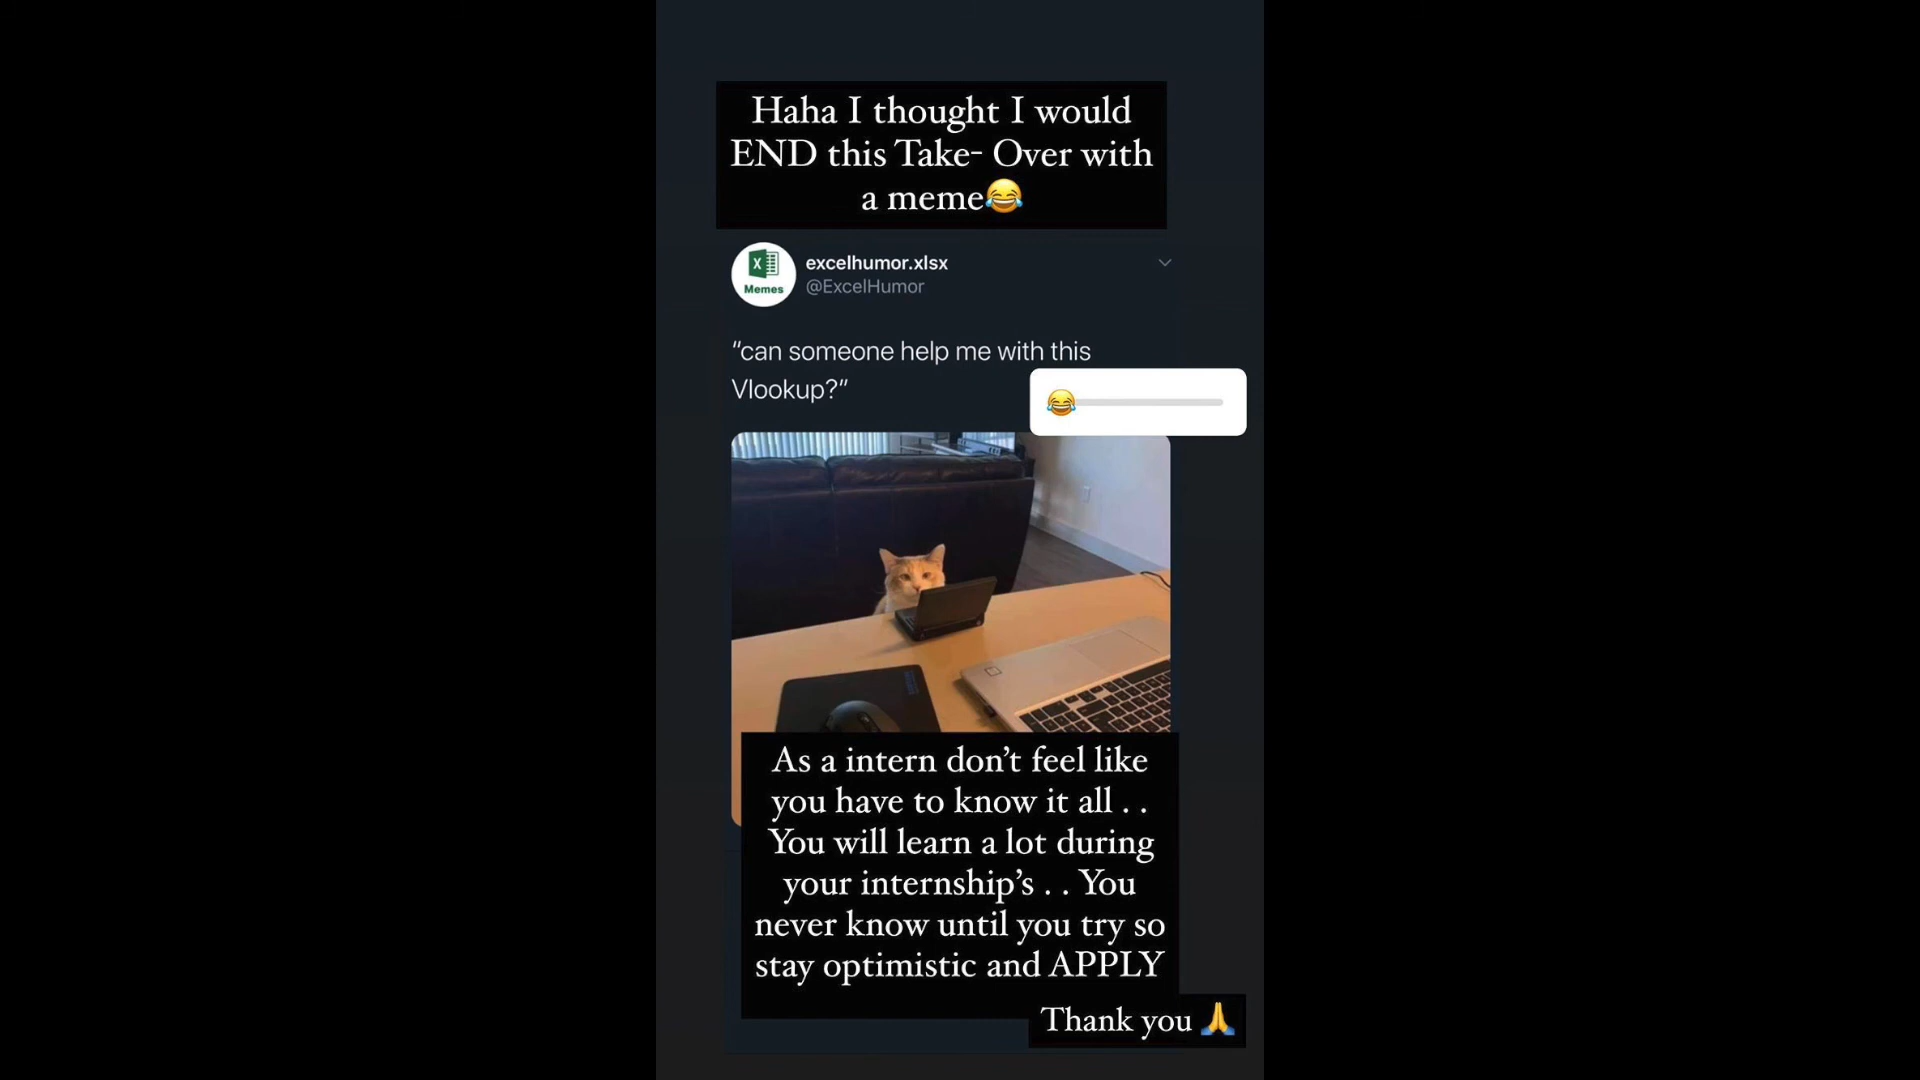 Haha I thought I would
END this Take- Over with
a meme😂
X
Memes
excelhumor.xlsx
@ExcelHumor
“can someone help me with this
Vlookup?”
😂
As a intern don’t feel like
you have to know it all . .
You will learn a lot during
your internship’s . . You
never know until you try so
stay optimistic and APPLY
Thank you 🙏